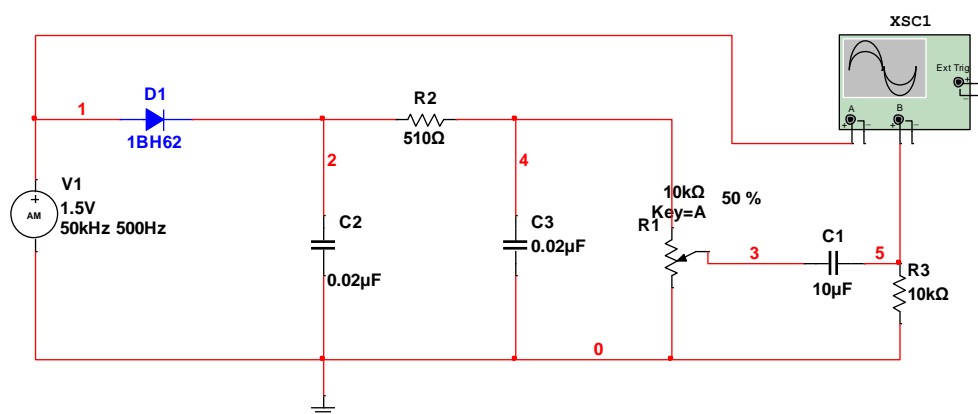 XSC1
Ext Trig
+
−
A
B
+ −
+ −
1
D1
1BH62
R2
510Ω
2
4
V1
+
AM
1.5V
50kHz 500Hz
C2
0.02µF
C3
0.02µF
10kΩ
50 %
Key=A
R1
3
C1
10µF
5
R3
10kΩ
0